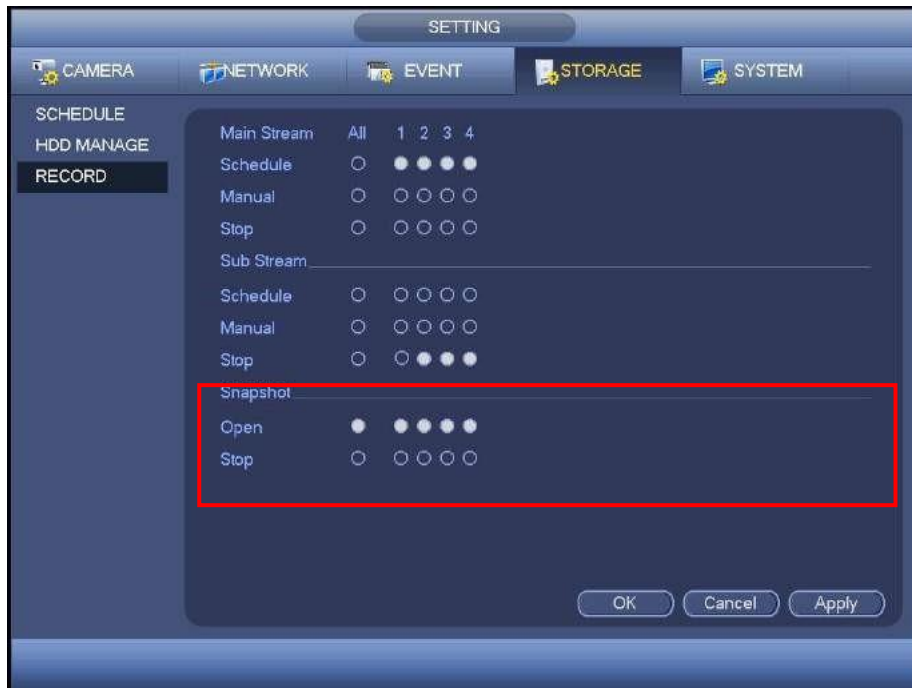 SETTING
CAMERA NETWORK EVENT STORAGE SYSTEM
SCHEDULE
HDD MANAGE
RECORD
Main Stream All 1 2 3 4
Schedule
Manual
Stop
Sub Stream
Schedule
Manual
Stop
Snapshot
Open
Stop
OK Cancel Apply